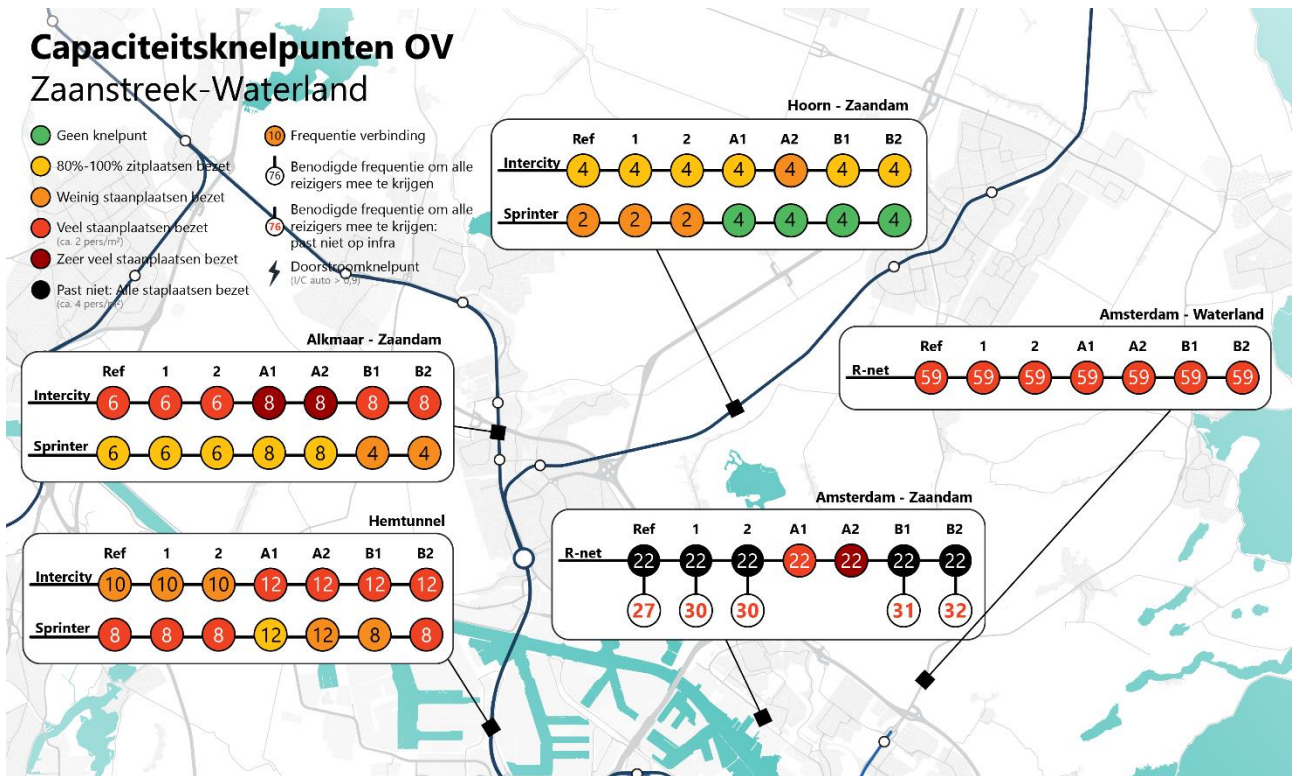 Capaciteitsknelpunten OV
Zaanstreek-Waterland
Geen knelpunt
80%-100% zitplaatsen bezet
Weinig staanplaatsen bezet
Veel staanplaatsen bezet
(ca. 2 pers/m²)
Zeer veel staanplaatsen bezet
Past niet: Alle staplaatsen bezet
(ca. 4 pers/m²)
10 Frequentie verbinding
76 Benodigde frequentie om alle
reizigers mee te krijgen
Benodigde frequentie om alle
76 reizigers mee te krijgen:
past niet op infra
Doorstroomknelpunt
(I/C auto > 0,9)
Hoorn - Zaandam
Ref 1 2 A1 A2 B1 B2
Intercity 4 4 4 4 4 4 4
Sprinter 2 2 2 4 4 4 4
Amsterdam - Waterland
Ref 1 2 A1 A2 B1 B2
R-net 59 59 59 59 59 59 59
Alkmaar - Zaandam
Ref 1 2 A1 A2 B1 B2
Intercity 6 6 6 8 8 8 8
Sprinter 6 6 6 8 8 4 4
Hemtunnel
Ref 1 2 A1 A2 B1 B2
Intercity 10 10 10 12 12 12 12
Sprinter 8 8 8 12 12 8 8
Amsterdam - Zaandam
Ref 1 2 A1 A2 B1 B2
R-net 22 22 22 22 22 22 22
27 30 30 31 32